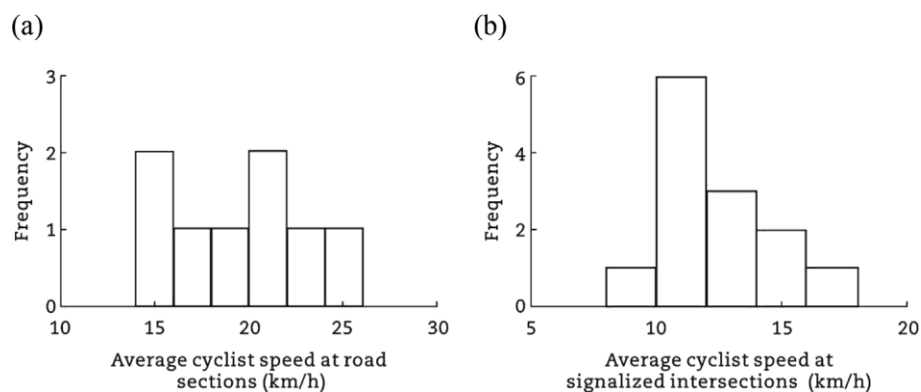 (a)
3
2
1
0
Frequency
10
15
20
25
30
Average cyclist speed at road
sections (km/h)
(b)
6
4
2
0
Frequency
5
10
15
20
Average cyclist speed at
signalized intersections (km/h)